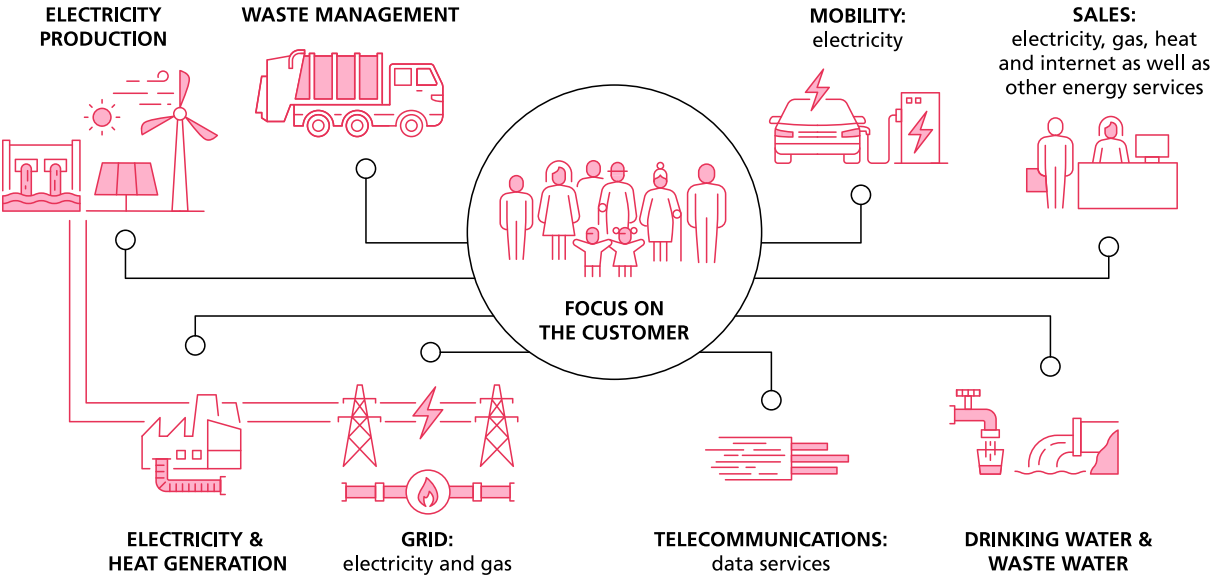 ELECTRICITY
PRODUCTION
WASTE MANAGEMENT
MOBILITY:
electricity
SALES:
electricity, gas, heat
and internet as well as
other energy services
FOCUS ON
THE CUSTOMER
ELECTRICITY &
HEAT GENERATION
GRID:
electricity and gas
TELECOMMUNICATIONS:
data services
DRINKING WATER &
WASTE WATER